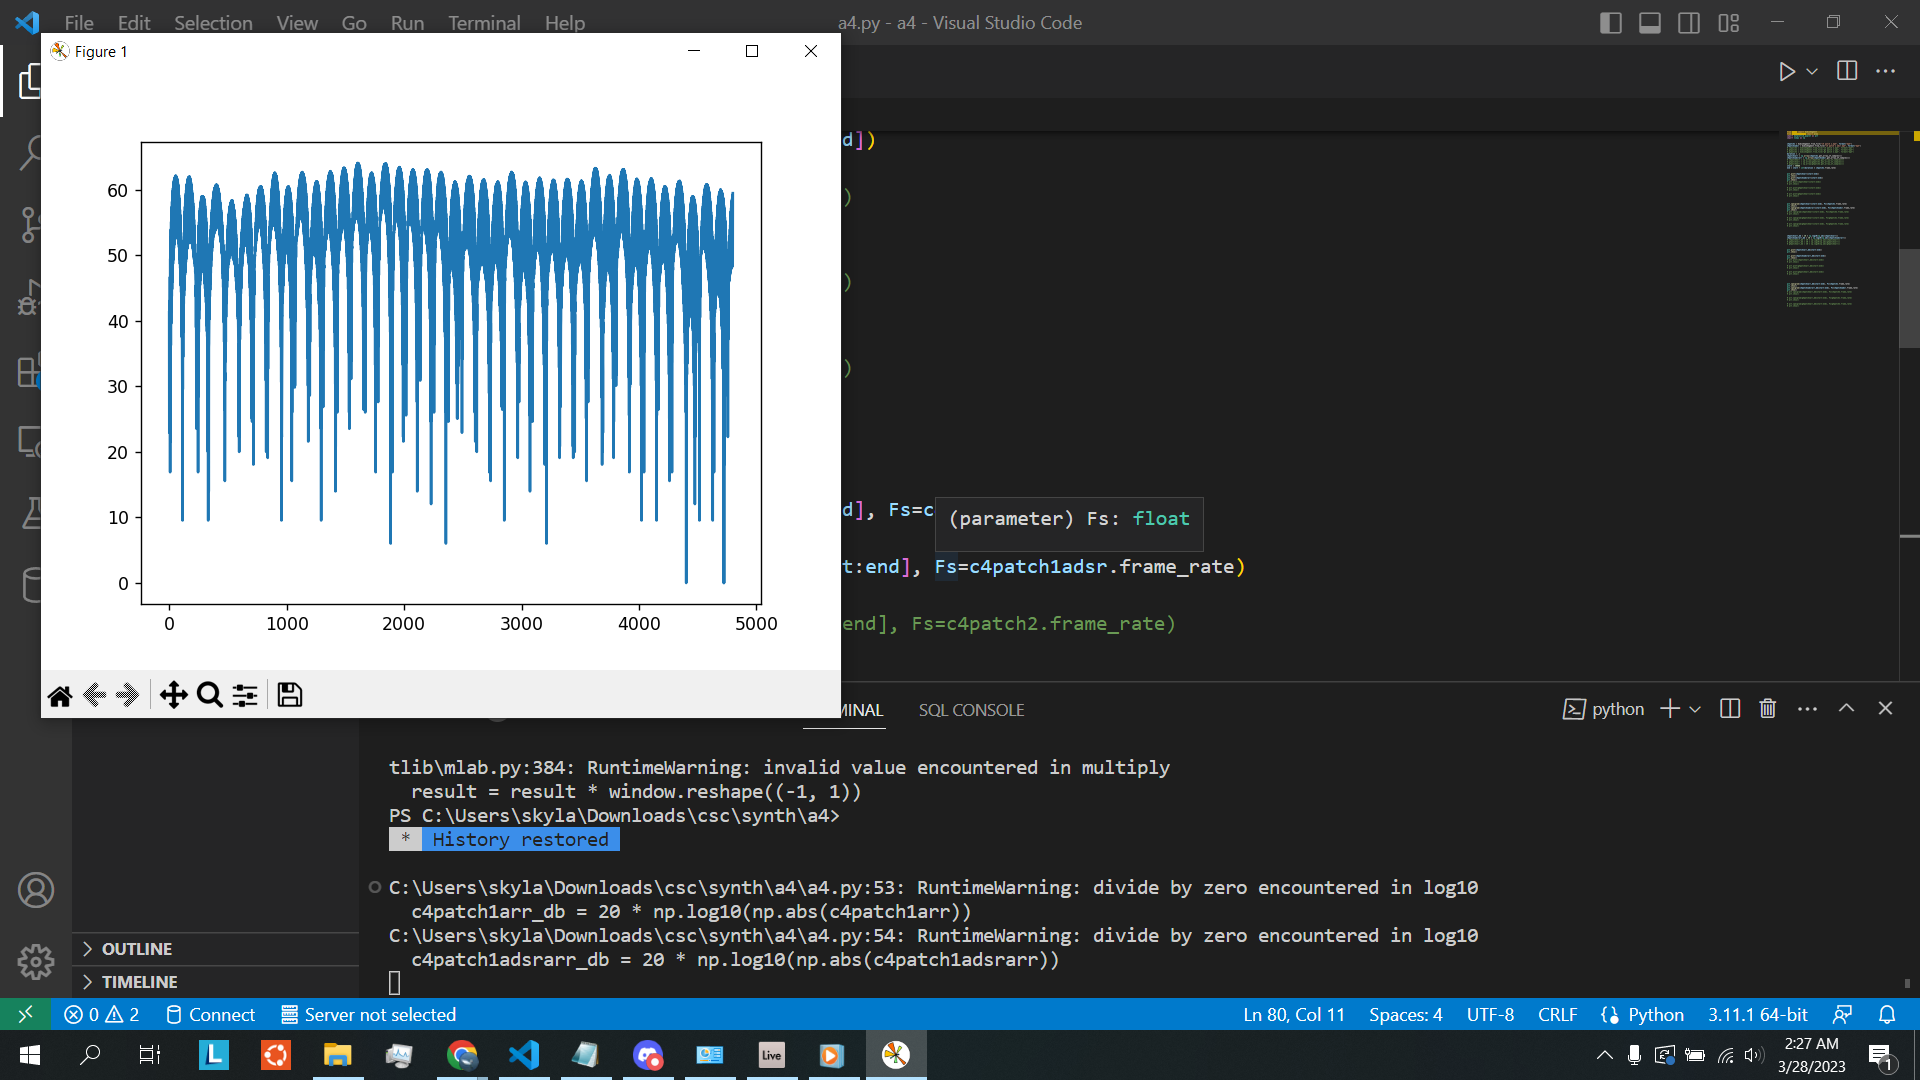 File Edit Selection View Go Run Terminal Help
a4.py - a4 - Visual Studio Code
Figure 1
60
50
40
30
20
10
0
0 1000 2000 3000 4000 5000
d])
)
)
)
d], Fs=c
(parameter) Fs: float
t:end], Fs=c4patch1adsr.frame_rate)
end], Fs=c4patch2.frame_rate)
MINAL SQL CONSOLE
python
tlib\mlab.py:384: RuntimeWarning: invalid value encountered in multiply
result = result * window.reshape((-1, 1))
PS C:\Users\skyla\Downloads\csc\synth\a4>
* History restored
C:\Users\skyla\Downloads\csc\synth\a4\a4.py:53: RuntimeWarning: divide by zero encountered in log10
c4patch1arr_db = 20 * np.log10(np.abs(c4patch1arr))
C:\Users\skyla\Downloads\csc\synth\a4\a4.py:54: RuntimeWarning: divide by zero encountered in log10
c4patch1adsrarr_db = 20 * np.log10(np.abs(c4patch1adsrarr))
OUTLINE
TIMELINE
0 2 Connect Server not selected
Ln 80, Col 11 Spaces: 4 UTF-8 CRLF Python 3.11.1 64-bit
L
Live
2:27 AM
3/28/2023
1